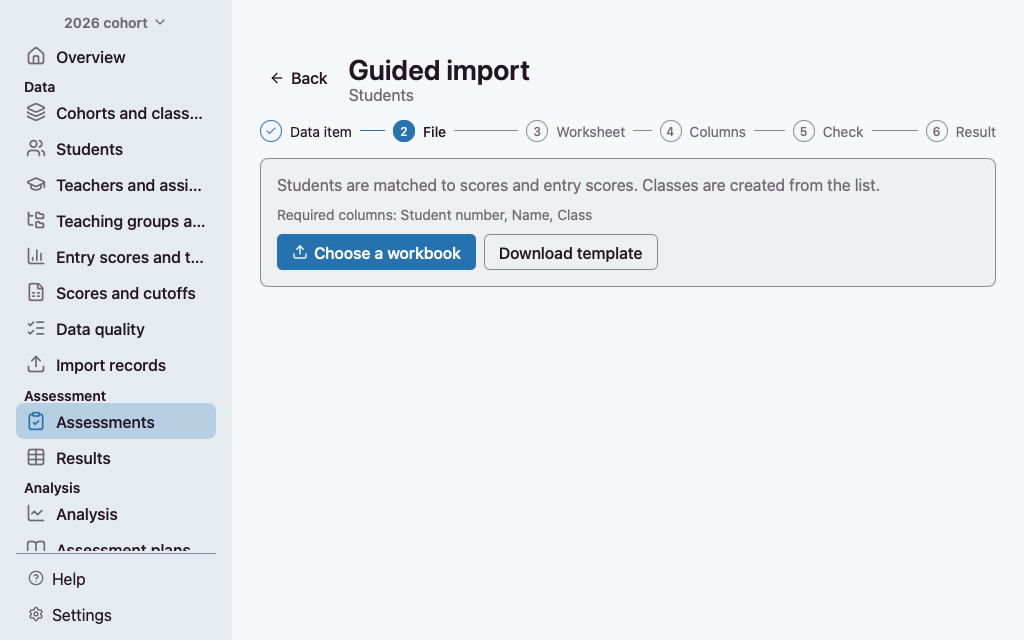 2026 cohort
Overview
Data
Cohorts and class...
Students
Teachers and assi...
Teaching groups a...
Entry scores and t...
Scores and cutoffs
Data quality
Import records
Assessment
Assessments
Results
Analysis
Analysis
Assessment plans
Help
Settings
Back
Guided import
Students
Data item 2 File 3 Worksheet 4 Columns 5 Check 6 Result
Students are matched to scores and entry scores. Classes are created from the list.
Required columns: Student number, Name, Class
Choose a workbook Download template